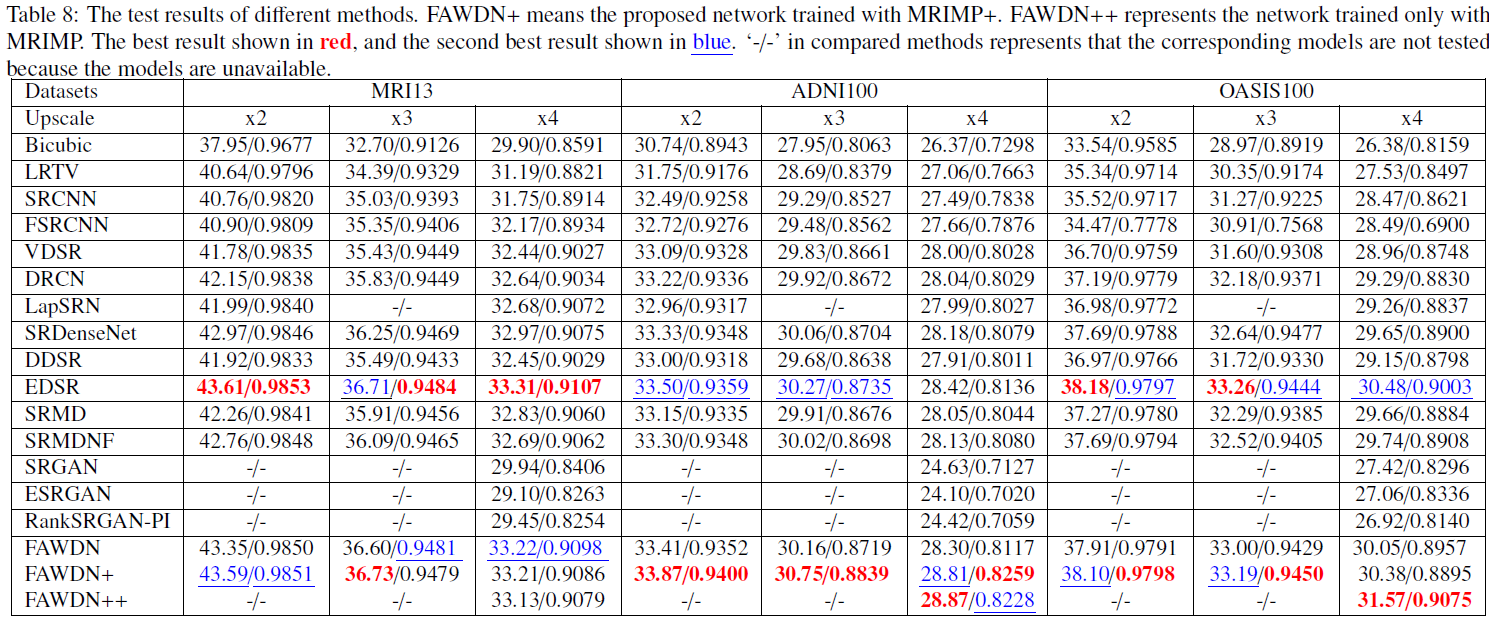 Table 8: The test results of different methods. FAWDN+ means the proposed network trained with MRIMP+. FAWDN++ represents the network trained only with
MRIMP. The best result shown in red, and the second best result shown in blue. ‘-/-’ in compared methods represents that the corresponding models are not tested
because the models are unavailable.
Datasets MRI13 ADNI100 OASIS100
Upscale x2 x3 x4 x2 x3 x4 x2 x3 x4
Bicubic 37.95/0.9677 32.70/0.9126 29.90/0.8591 30.74/0.8943 27.95/0.8063 26.37/0.7298 33.54/0.9585 28.97/0.8919 26.38/0.8159
LRTV 40.64/0.9796 34.39/0.9329 31.19/0.8821 31.75/0.9176 28.69/0.8379 27.06/0.7663 35.34/0.9714 30.35/0.9174 27.53/0.8497
SRCNN 40.76/0.9820 35.03/0.9393 31.75/0.8914 32.49/0.9258 29.29/0.8527 27.49/0.7838 35.52/0.9717 31.27/0.9225 28.47/0.8621
FSRCNN 40.90/0.9809 35.35/0.9406 32.17/0.8934 32.72/0.9276 29.48/0.8562 27.66/0.7876 34.47/0.7778 30.91/0.7568 28.49/0.6900
VDSR 41.78/0.9835 35.43/0.9449 32.44/0.9027 33.09/0.9328 29.83/0.8661 28.00/0.8028 36.70/0.9759 31.60/0.9308 28.96/0.8748
DRCN 42.15/0.9838 35.83/0.9449 32.64/0.9034 33.22/0.9336 29.92/0.8672 28.04/0.8029 37.19/0.9779 32.18/0.9371 29.29/0.8830
LapSRN 41.99/0.9840 -/- 32.68/0.9072 32.96/0.9317 -/- 27.99/0.8027 36.98/0.9772 -/- 29.26/0.8837
SRDenseNet 42.97/0.9846 36.25/0.9469 32.97/0.9075 33.33/0.9348 30.06/0.8704 28.18/0.8079 37.69/0.9788 32.64/0.9477 29.65/0.8900
DDSR 41.92/0.9833 35.49/0.9433 32.45/0.9029 33.00/0.9318 29.68/0.8638 27.91/0.8011 36.97/0.9766 31.72/0.9330 29.15/0.8798
EDSR 43.61/0.9853 36.71/0.9484 33.31/0.9107 33.50/0.9359 30.27/0.8735 28.42/0.8136 38.18/0.9797 33.26/0.9444 30.48/0.9003
SRMD 42.26/0.9841 35.91/0.9456 32.83/0.9060 33.15/0.9335 29.91/0.8676 28.05/0.8044 37.27/0.9780 32.29/0.9385 29.66/0.8884
SRMDNF 42.76/0.9848 36.09/0.9465 32.69/0.9062 33.30/0.9348 30.02/0.8698 28.13/0.8080 37.69/0.9794 32.52/0.9405 29.74/0.8908
SRGAN -/- -/- 29.94/0.8406 -/- -/- 24.63/0.7127 -/- -/- 27.42/0.8296
ESRGAN -/- -/- 29.10/0.8263 -/- -/- 24.10/0.7020 -/- -/- 27.06/0.8336
RankSRGAN-PI -/- -/- 29.45/0.8254 -/- -/- 24.42/0.7059 -/- -/- 26.92/0.8140
FAWDN 43.35/0.9850 36.60/0.9481 33.22/0.9098 33.41/0.9352 30.16/0.8719 28.30/0.8117 37.91/0.9791 33.00/0.9429 30.05/0.8957
FAWDN+ 43.59/0.9851 36.73/0.9479 33.21/0.9086 33.87/0.9400 30.75/0.8839 28.81/0.8259 38.10/0.9798 33.19/0.9450 30.38/0.8895
FAWDN++ -/- -/- 33.13/0.9079 -/- -/- 28.87/0.8228 -/- -/- 31.57/0.9075